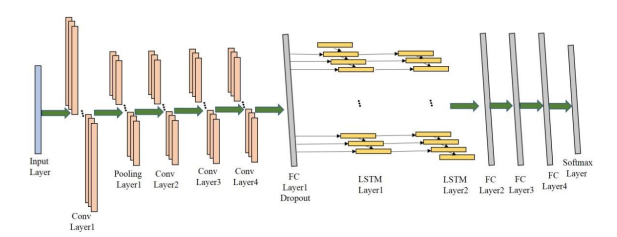 Input
Layer
Conv
Layer1
Pooling
Layer1
Conv
Layer2
Conv
Layer3
Conv
Layer4
FC
Layer1
Dropout
LSTM
Layer1
LSTM
Layer2
FC
Layer2
FC
Layer3
FC
Layer4
Softmax
Layer